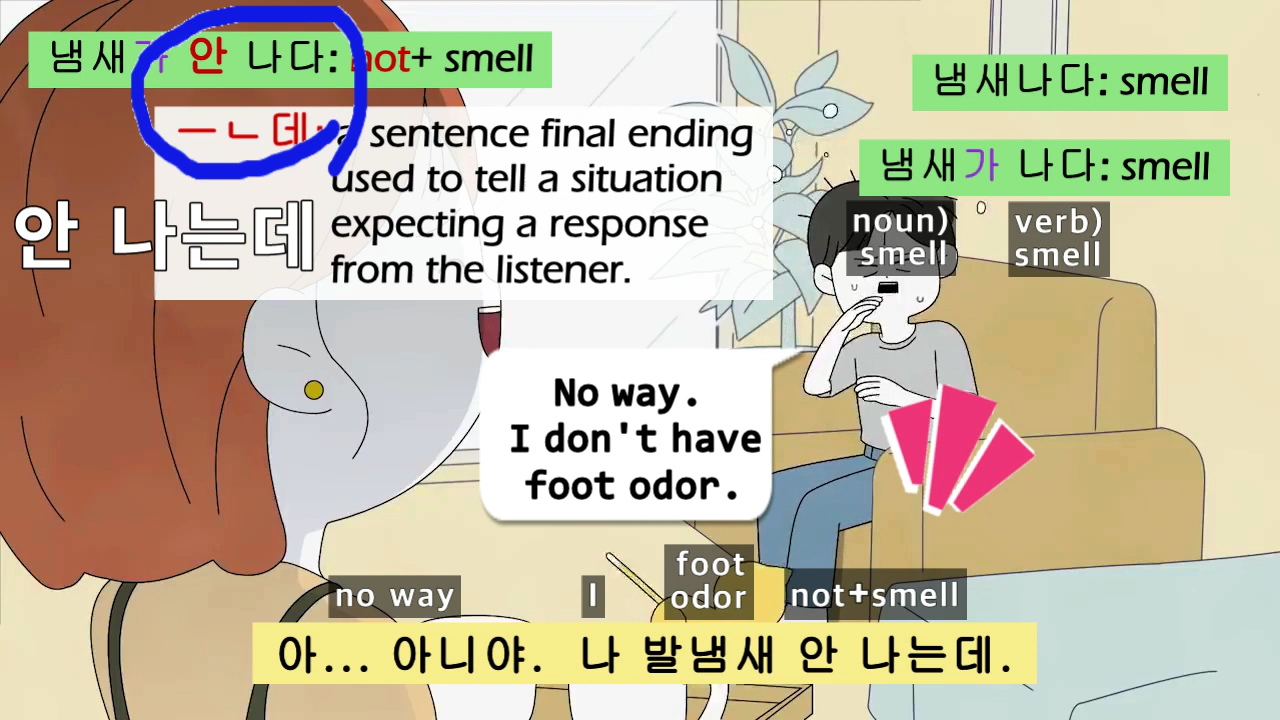 냄새가 안 나다: not+ smell
ㅡㄴ데: a sentence final ending
used to tell a situation
expecting a response
from the listener.
안 나는데
냄새나다: smell
냄새가 나다: smell
noun)
smell
verb)
smell
No way.
I don't have
foot odor.
no way
I
foot
odor
not+smell
아... 아니야. 나 발냄새 안 나는데.